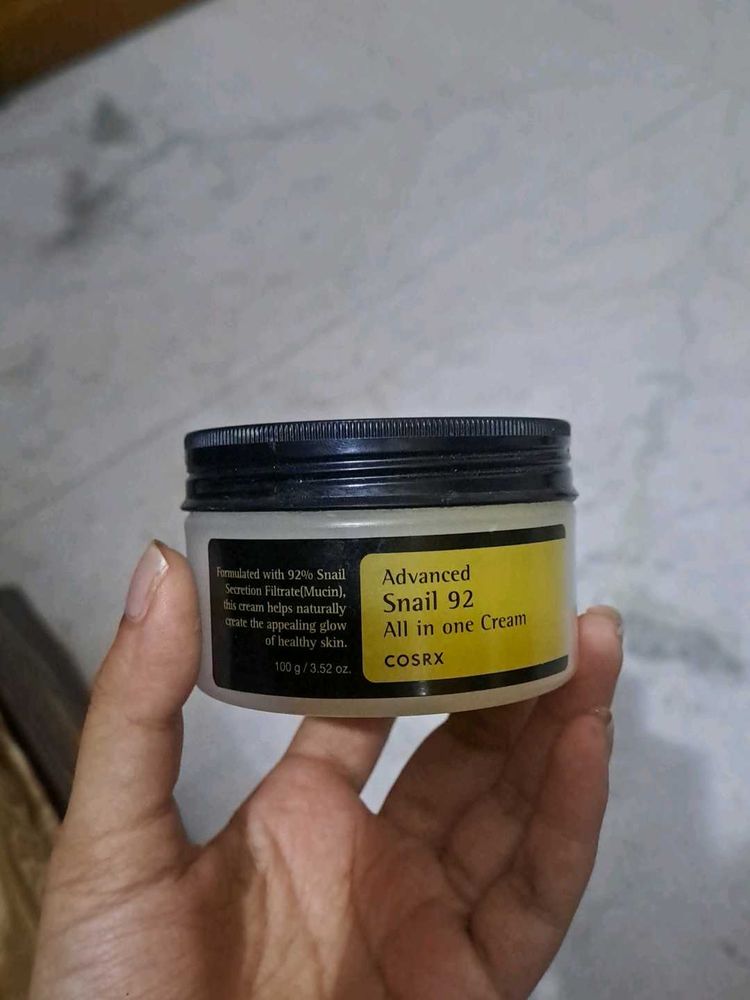 Formulated with 92% Snail
Secretion Filtrate(Mucin),
this cream helps naturally
create the appealing glow
of healthy skin.
100 g / 3.52 oz.
Advanced
Snail 92
All in one Cream
COSRX